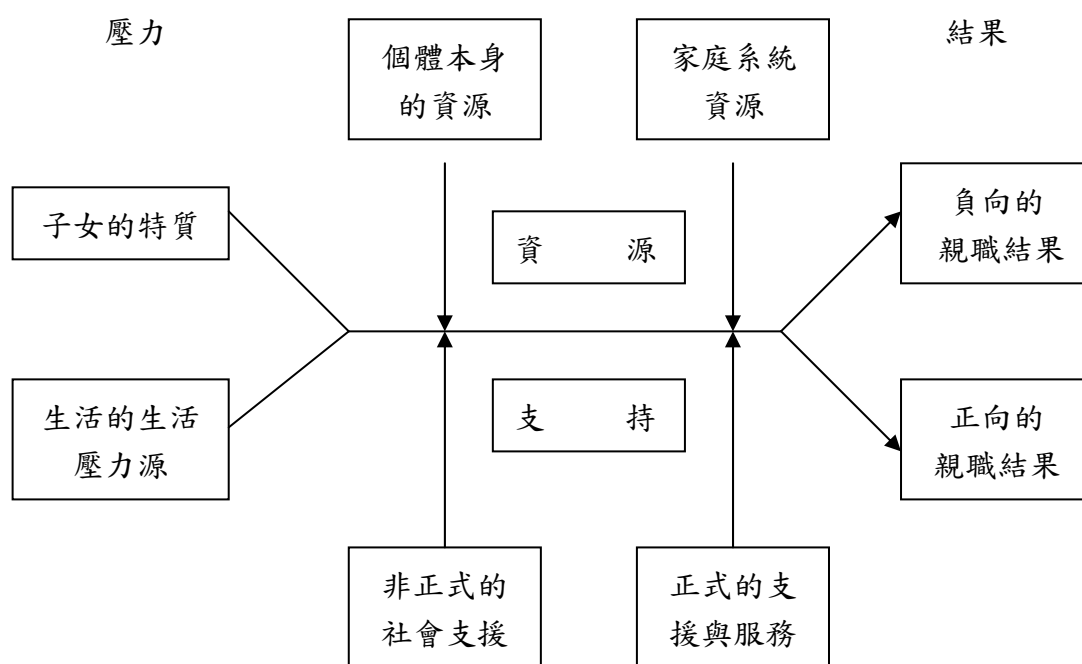 壓力
個體本身
的資源
家庭系統
資源
結果
子女的特質
資 源
負向的
親職結果
生活的生活
壓力源
支 持
正向的
親職結果
非正式的
社會支援
正式的支
援與服務